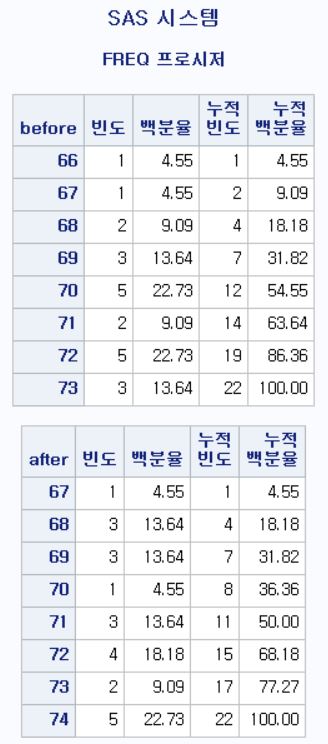 SAS 시스템
FREQ 프로시저
before 빈도 백분율 누적 빈도 누적 백분율
66 1 4.55 1 4.55
67 1 4.55 2 9.09
68 2 9.09 4 18.18
69 3 13.64 7 31.82
70 5 22.73 12 54.55
71 2 9.09 14 63.64
72 5 22.73 19 86.36
73 3 13.64 22 100.00
after 빈도 백분율 누적 빈도 누적 백분율
67 1 4.55 1 4.55
68 3 13.64 4 18.18
69 3 13.64 7 31.82
70 1 4.55 8 36.36
71 3 13.64 11 50.00
72 4 18.18 15 68.18
73 2 9.09 17 77.27
74 5 22.73 22 100.00